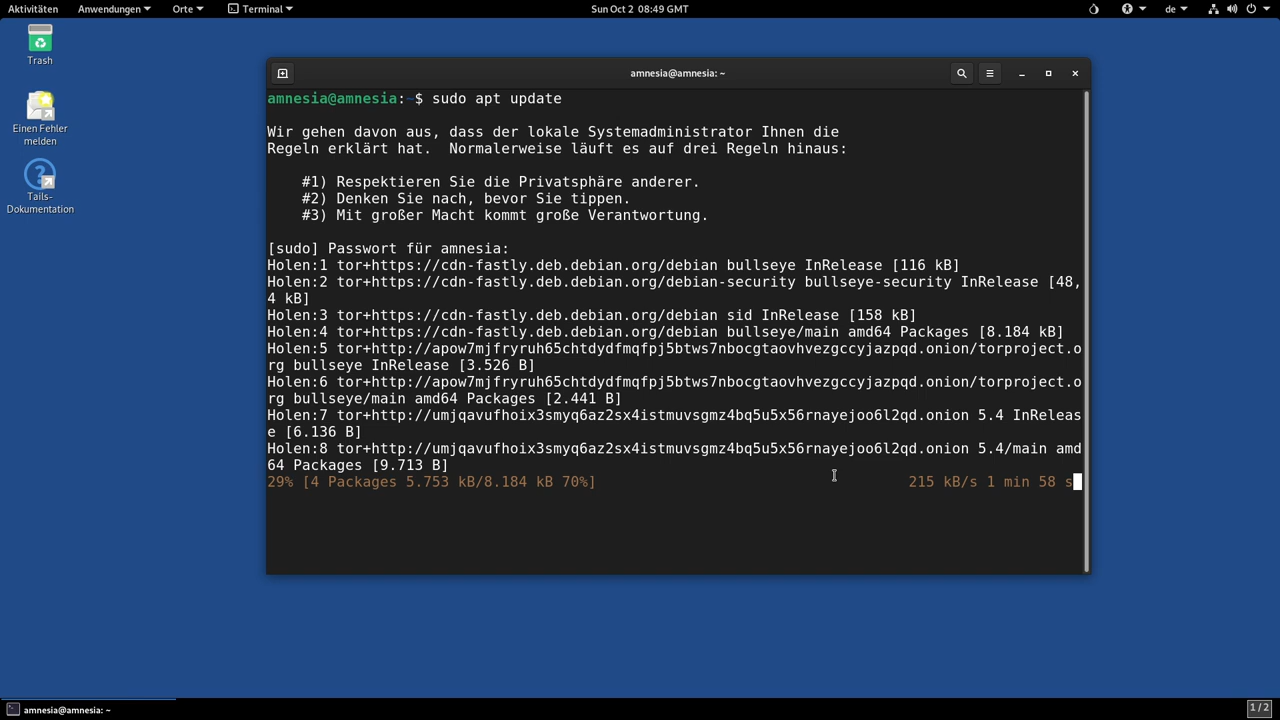 Aktivitäten Anwendungen Orte Terminal Sun Oct 2 08:49 GMT de
Trash
Einen Fehler
melden
Tails-
Dokumentation
amnesia@amnesia: ~
amnesia@amnesia:~$ sudo apt update
Wir gehen davon aus, dass der lokale Systemadministrator Ihnen die
Regeln erklärt hat.  Normalerweise läuft es auf drei Regeln hinaus:
#1) Respektieren Sie die Privatsphäre anderer.
#2) Denken Sie nach, bevor Sie tippen.
#3) Mit großer Macht kommt große Verantwortung.
[sudo] Passwort für amnesia:
Holen:1 tor+https://cdn-fastly.deb.debian.org/debian bullseye InRelease [116 kB]
Holen:2 tor+https://cdn-fastly.deb.debian.org/debian-security bullseye-security InRelease [48,
4 kB]
Holen:3 tor+https://cdn-fastly.deb.debian.org/debian sid InRelease [158 kB]
Holen:4 tor+https://cdn-fastly.deb.debian.org/debian bullseye/main amd64 Packages [8.184 kB]
Holen:5 tor+http://apow7mjfryruh65chtdydfmqfpj5btws7nbocgtaovhvezgccyjazpqd.onion/torproject.o
rg bullseye InRelease [3.526 B]
Holen:6 tor+http://apow7mjfryruh65chtdydfmqfpj5btws7nbocgtaovhvezgccyjazpqd.onion/torproject.o
rg bullseye/main amd64 Packages [2.441 B]
Holen:7 tor+http://umjqavufhoix3smyq6az2sx4istmuvsgmz4bq5u5x56rnayejoo6l2qd.onion 5.4 InReleas
e [6.136 B]
Holen:8 tor+http://umjqavufhoix3smyq6az2sx4istmuvsgmz4bq5u5x56rnayejoo6l2qd.onion 5.4/main amd
64 Packages [9.713 B]
29% [4 Packages 5.753 kB/8.184 kB 70%] 215 kB/s 1 min 58 s
amnesia@amnesia: ~ 1 / 2